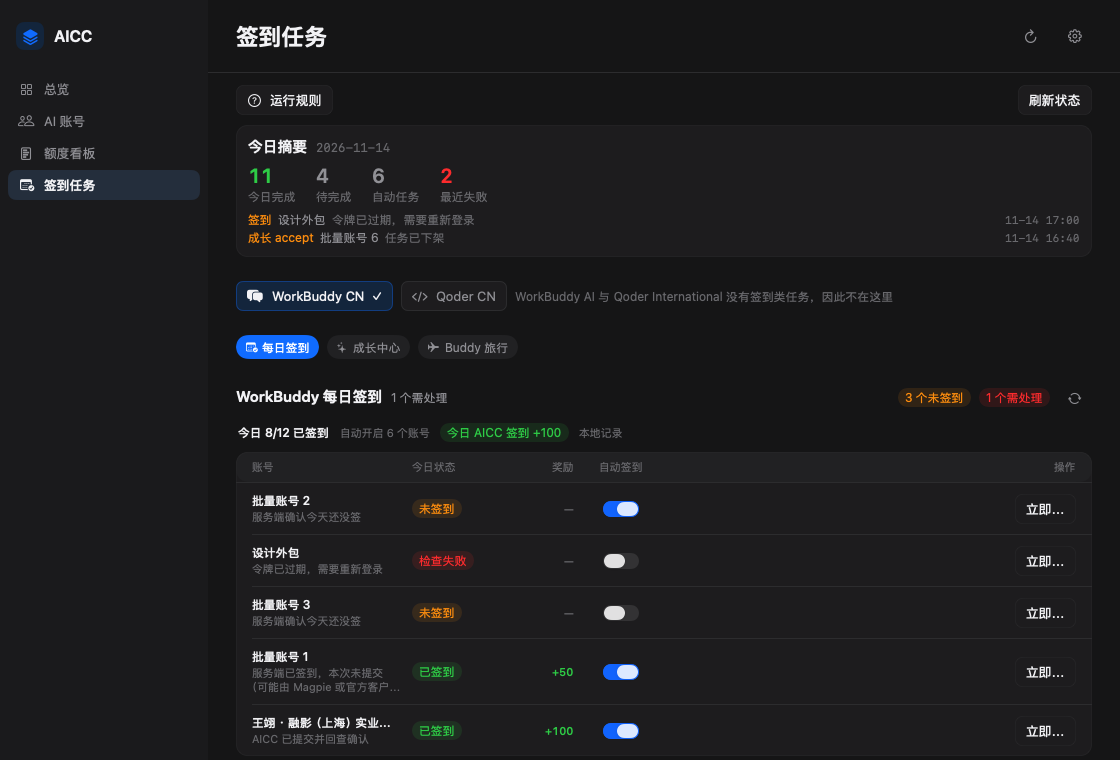 AICC
签到任务
总览
AI 账号
额度看板
签到任务
运行规则
刷新状态
今日摘要 2026-11-14
11 4 6 2
今日完成 待完成 自动任务 最近失败
签到 设计外包 令牌已过期，需要重新登录 11-14 17:00
成长 accept 批量账号 6 任务已下架 11-14 16:40
WorkBuddy CN Qoder CN WorkBuddy AI 与 Qoder International 没有签到类任务，因此不在这里
每日签到 成长中心 Buddy 旅行
WorkBuddy 每日签到 1 个需处理 3 个未签到 1 个需处理
今日 8/12 已签到 自动开启 6 个账号 今日 AICC 签到 +100 本地记录
账号 今日状态 奖励 自动签到 操作
批量账号 2
服务端确认今天还没签
未签到 — 立即...
设计外包
令牌已过期，需要重新登录
检查失败 — 立即...
批量账号 3
服务端确认今天还没签
未签到 — 立即...
批量账号 1
服务端已签到，本次未提交
(可能由 Magpie 或官方客户...
已签到 +50 立即...
王翊·融影（上海）实业...
AICC 已提交并回查确认
已签到 +100 立即...